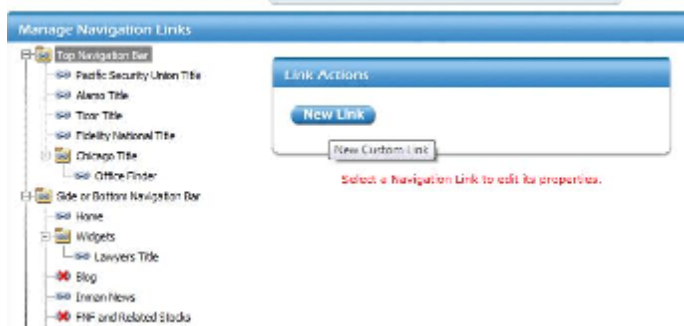 Manage Navigation Links
Top Navigation Bar
Pacific Security Union Title
Alamo Title
Ticor Title
Fidelity National Title
Chicago Title
Office Finder
Side or Bottom Navigation Bar
Home
Widgets
Lawyers Title
Blog
Inman News
FNF and Related Stocks
Link Actions
New Link
New Custom Link
Select a Navigation Link to edit its properties.